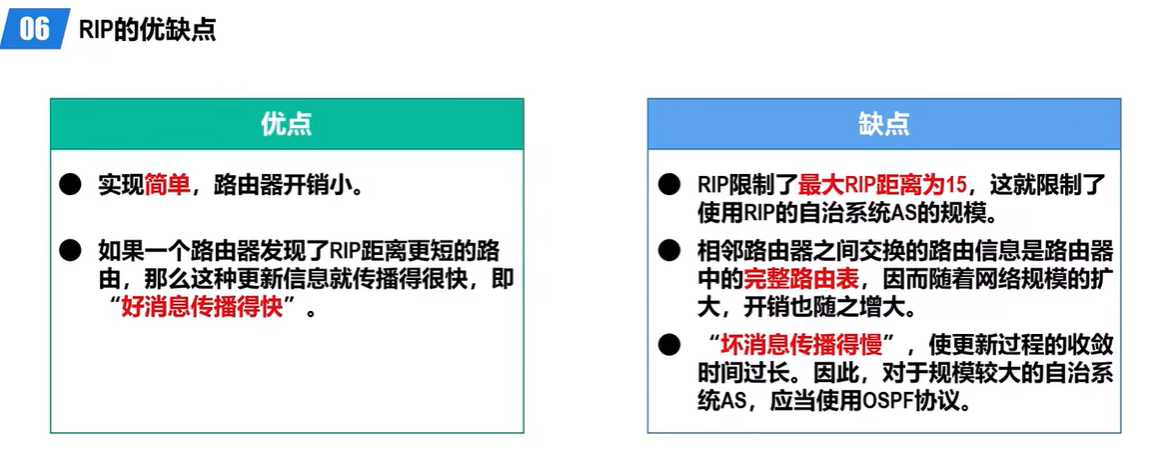 06
RIP的优缺点
优点
● 实现简单，路由器开销小。
● 如果一个路由器发现了RIP距离更短的路
由，那么这种更新信息就传播得很快，即
“好消息传播得快”。
缺点
● RIP限制了最大RIP距离为15，这就限制了
使用RIP的自治系统AS的规模。
● 相邻路由器之间交换的路由信息是路由器
中的完整路由表，因而随着网络规模的扩
大，开销也随之增大。
● “坏消息传播得慢”，使更新过程的收敛
时间过长。因此，对于规模较大的自治系
统AS，应当使用OSPF协议。